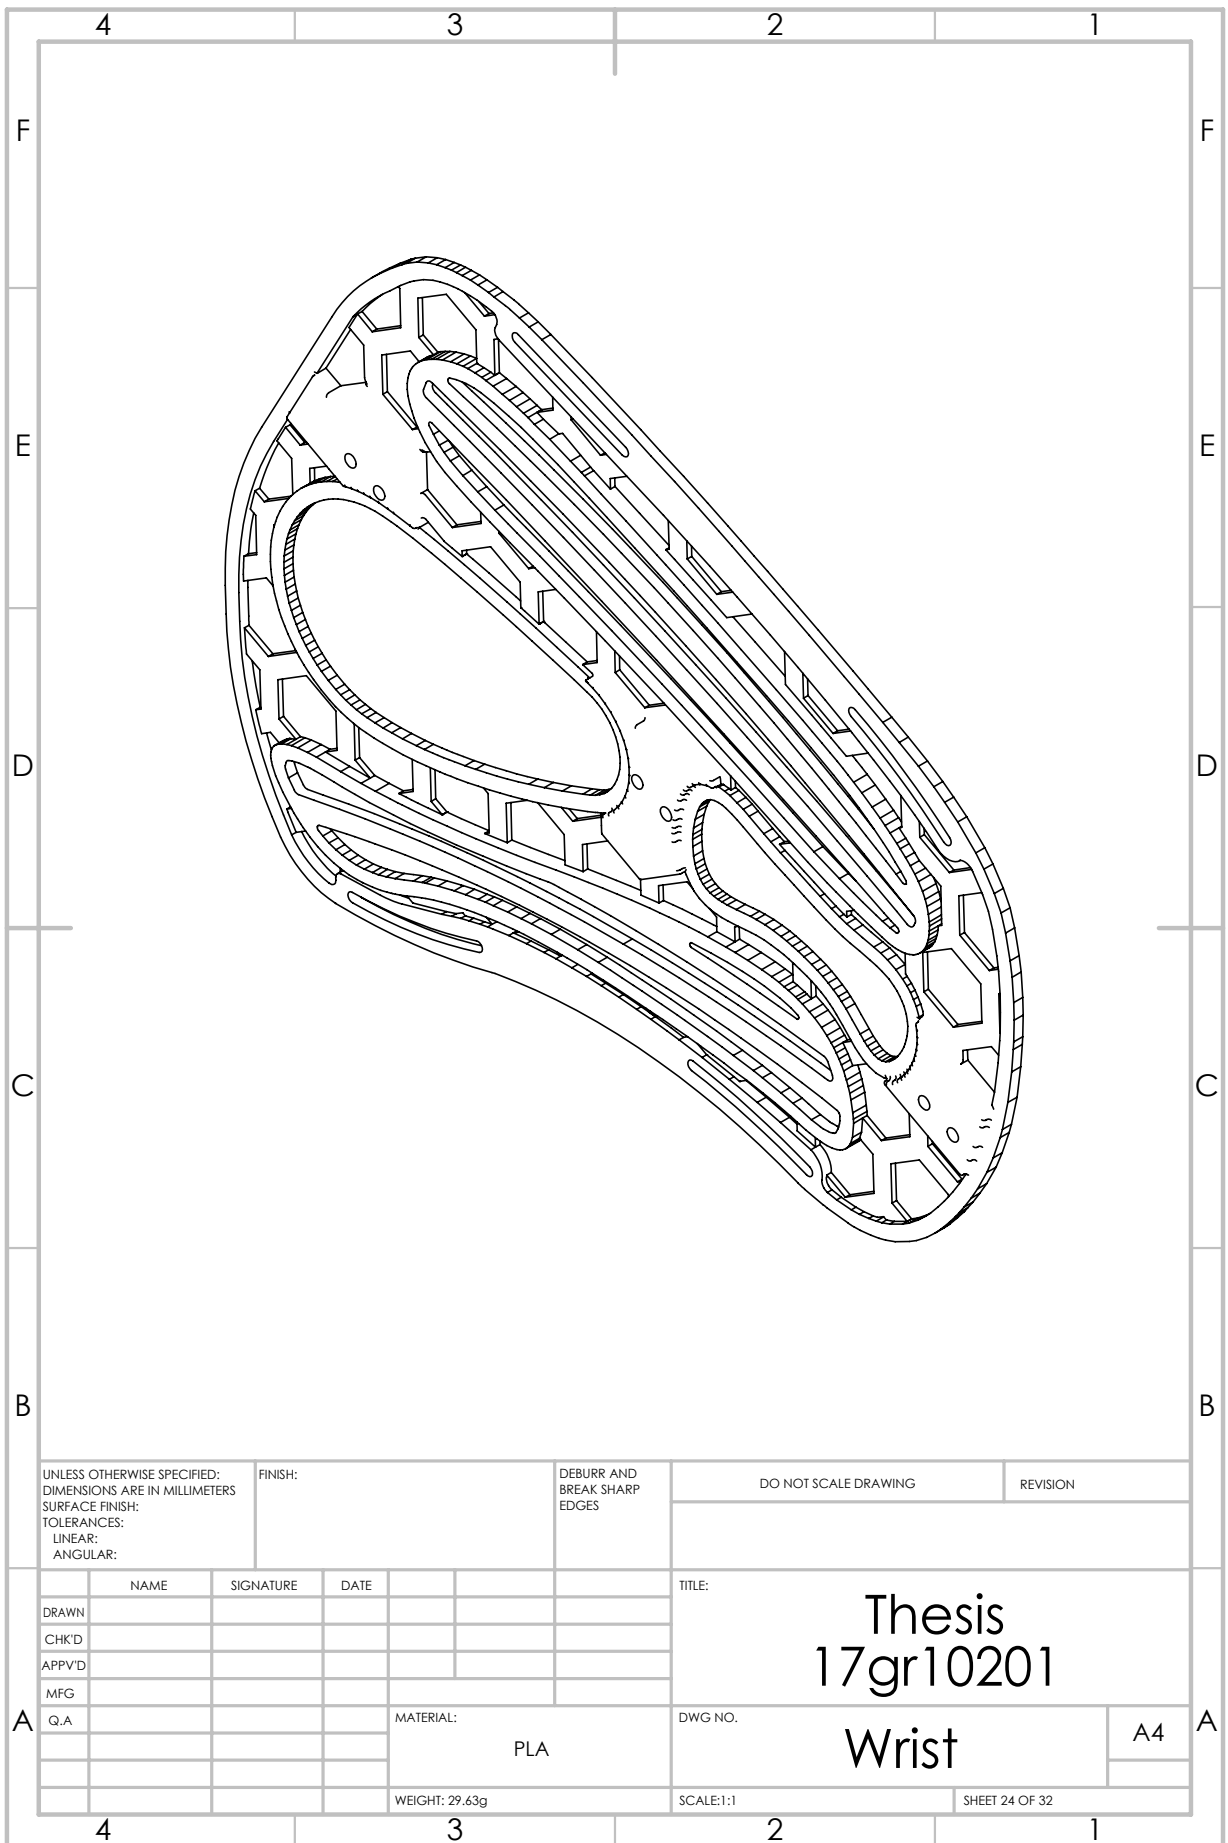 4 3 2 1
F F
E E
D D
C C
B B
UNLESS OTHERWISE SPECIFIED:
DIMENSIONS ARE IN MILLIMETERS
SURFACE FINISH:
TOLERANCES:
LINEAR:
ANGULAR:
FINISH:
DEBURR AND
BREAK SHARP
EDGES
DO NOT SCALE DRAWING
REVISION
NAME SIGNATURE DATE
DRAWN
CHK'D
APPV'D
MFG
Q.A
TITLE:
Thesis
17gr10201
A A
MATERIAL:
PLA
DWG NO.
Wrist
A4
WEIGHT: 29.63g
SCALE:1:1
SHEET 24 OF 32
4 3 2 1